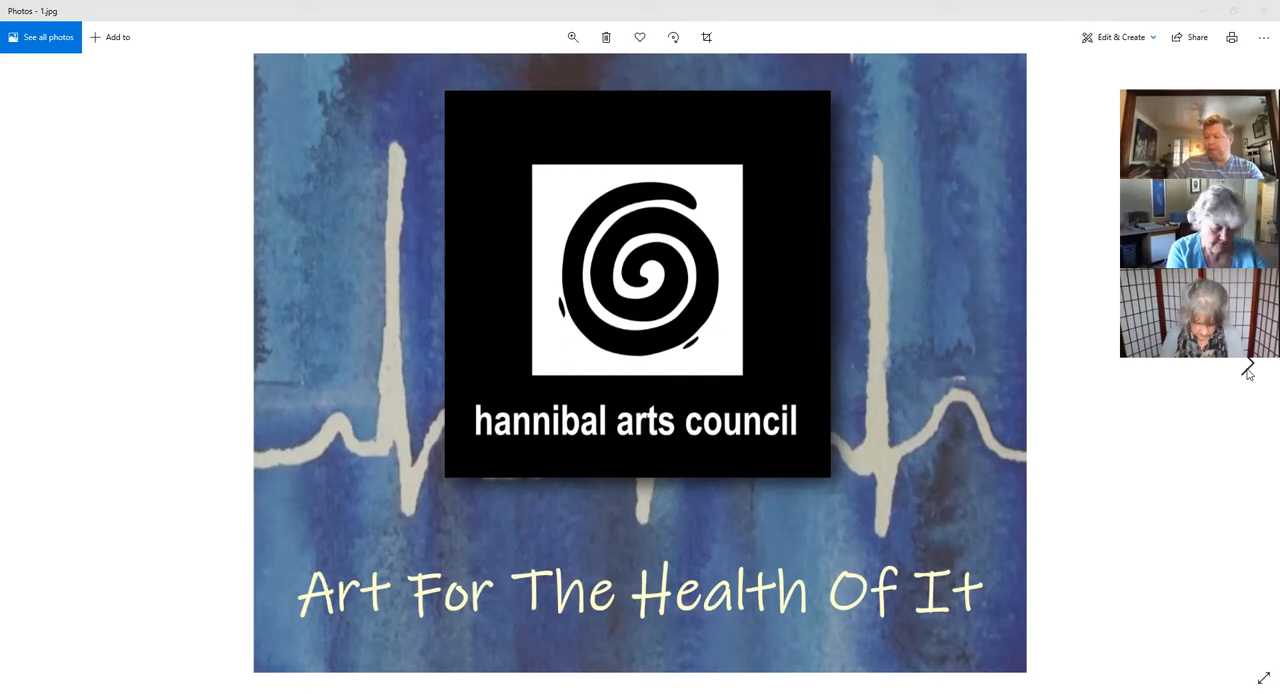 Photos - 1.jpg
See all photos
Add to
Edit & Create
Share
hannibal arts council
Art For The Health Of It